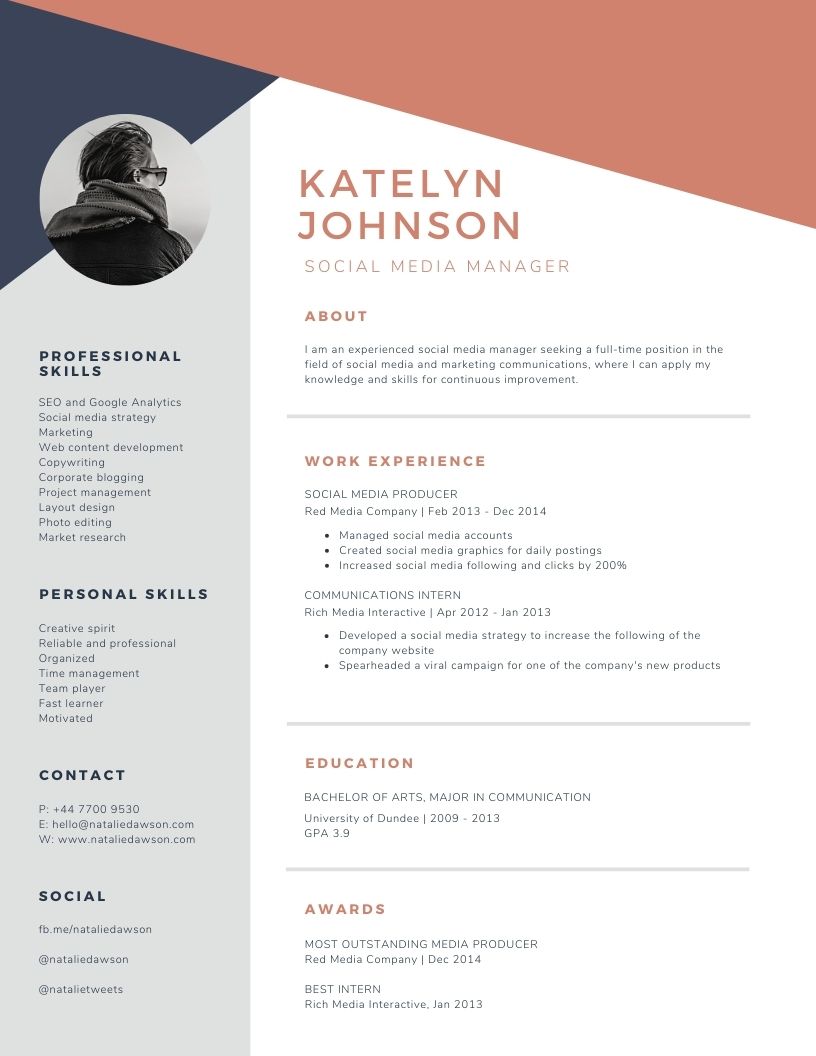 KATELYN
JOHNSON
SOCIAL MEDIA MANAGER
ABOUT
I am an experienced social media manager seeking a full-time position in the
field of social media and marketing communications, where I can apply my
knowledge and skills for continuous improvement.
WORK EXPERIENCE
SOCIAL MEDIA PRODUCER
Red Media Company | Feb 2013 - Dec 2014
• Managed social media accounts
• Created social media graphics for daily postings
• Increased social media following and clicks by 200%
COMMUNICATIONS INTERN
Rich Media Interactive | Apr 2012 - Jan 2013
• Developed a social media strategy to increase the following of the
company website
• Spearheaded a viral campaign for one of the company's new products
EDUCATION
BACHELOR OF ARTS, MAJOR IN COMMUNICATION
University of Dundee | 2009 - 2013
GPA 3.9
AWARDS
MOST OUTSTANDING MEDIA PRODUCER
Red Media Company | Dec 2014
BEST INTERN
Rich Media Interactive, Jan 2013
PROFESSIONAL
SKILLS
SEO and Google Analytics
Social media strategy
Marketing
Web content development
Copywriting
Corporate blogging
Project management
Layout design
Photo editing
Market research
PERSONAL SKILLS
Creative spirit
Reliable and professional
Organized
Time management
Team player
Fast learner
Motivated
CONTACT
P: +44 7700 9530
E: hello@nataliedawson.com
W: www.nataliedawson.com
SOCIAL
fb.me/nataliedawson
@nataliedawson
@natalietweets